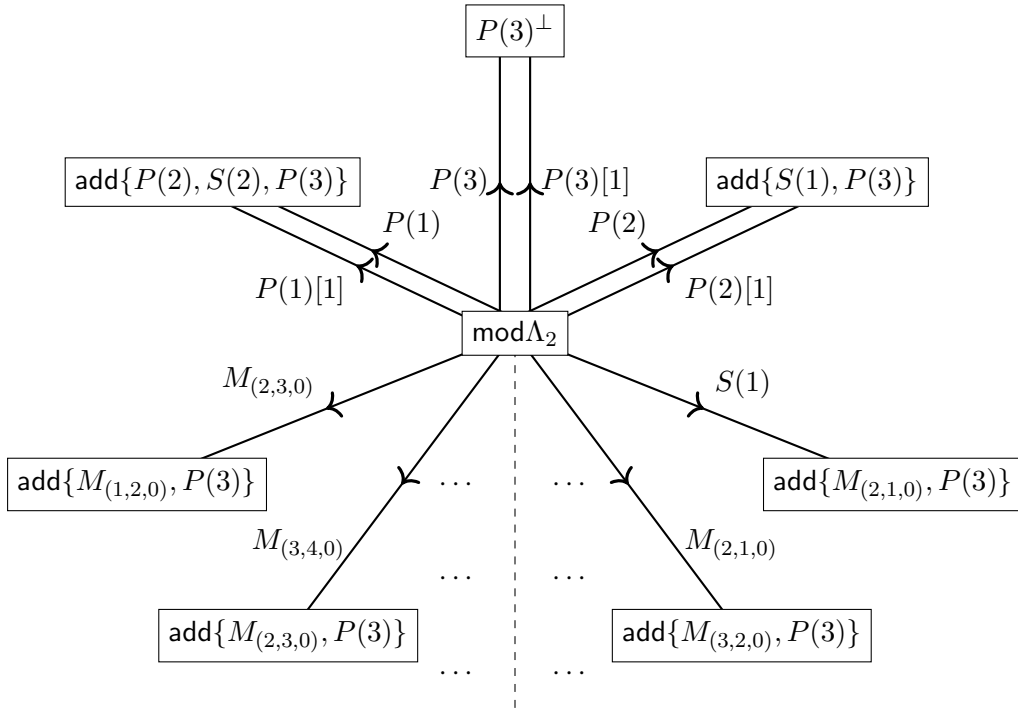 P(3)^⊥
add{P(2), S(2), P(3)}
P(3)
P(3)[1]
add{S(1), P(3)}
P(1)
P(2)
P(1)[1]
P(2)[1]
modΛ_2
M_{(2,3,0)}
S(1)
add{M_{(1,2,0)}, P(3)}
... ...
add{M_{(2,1,0)}, P(3)}
M_{(3,4,0)}
M_{(2,1,0)}
... ...
add{M_{(2,3,0)}, P(3)}
add{M_{(3,2,0)}, P(3)}
... ...